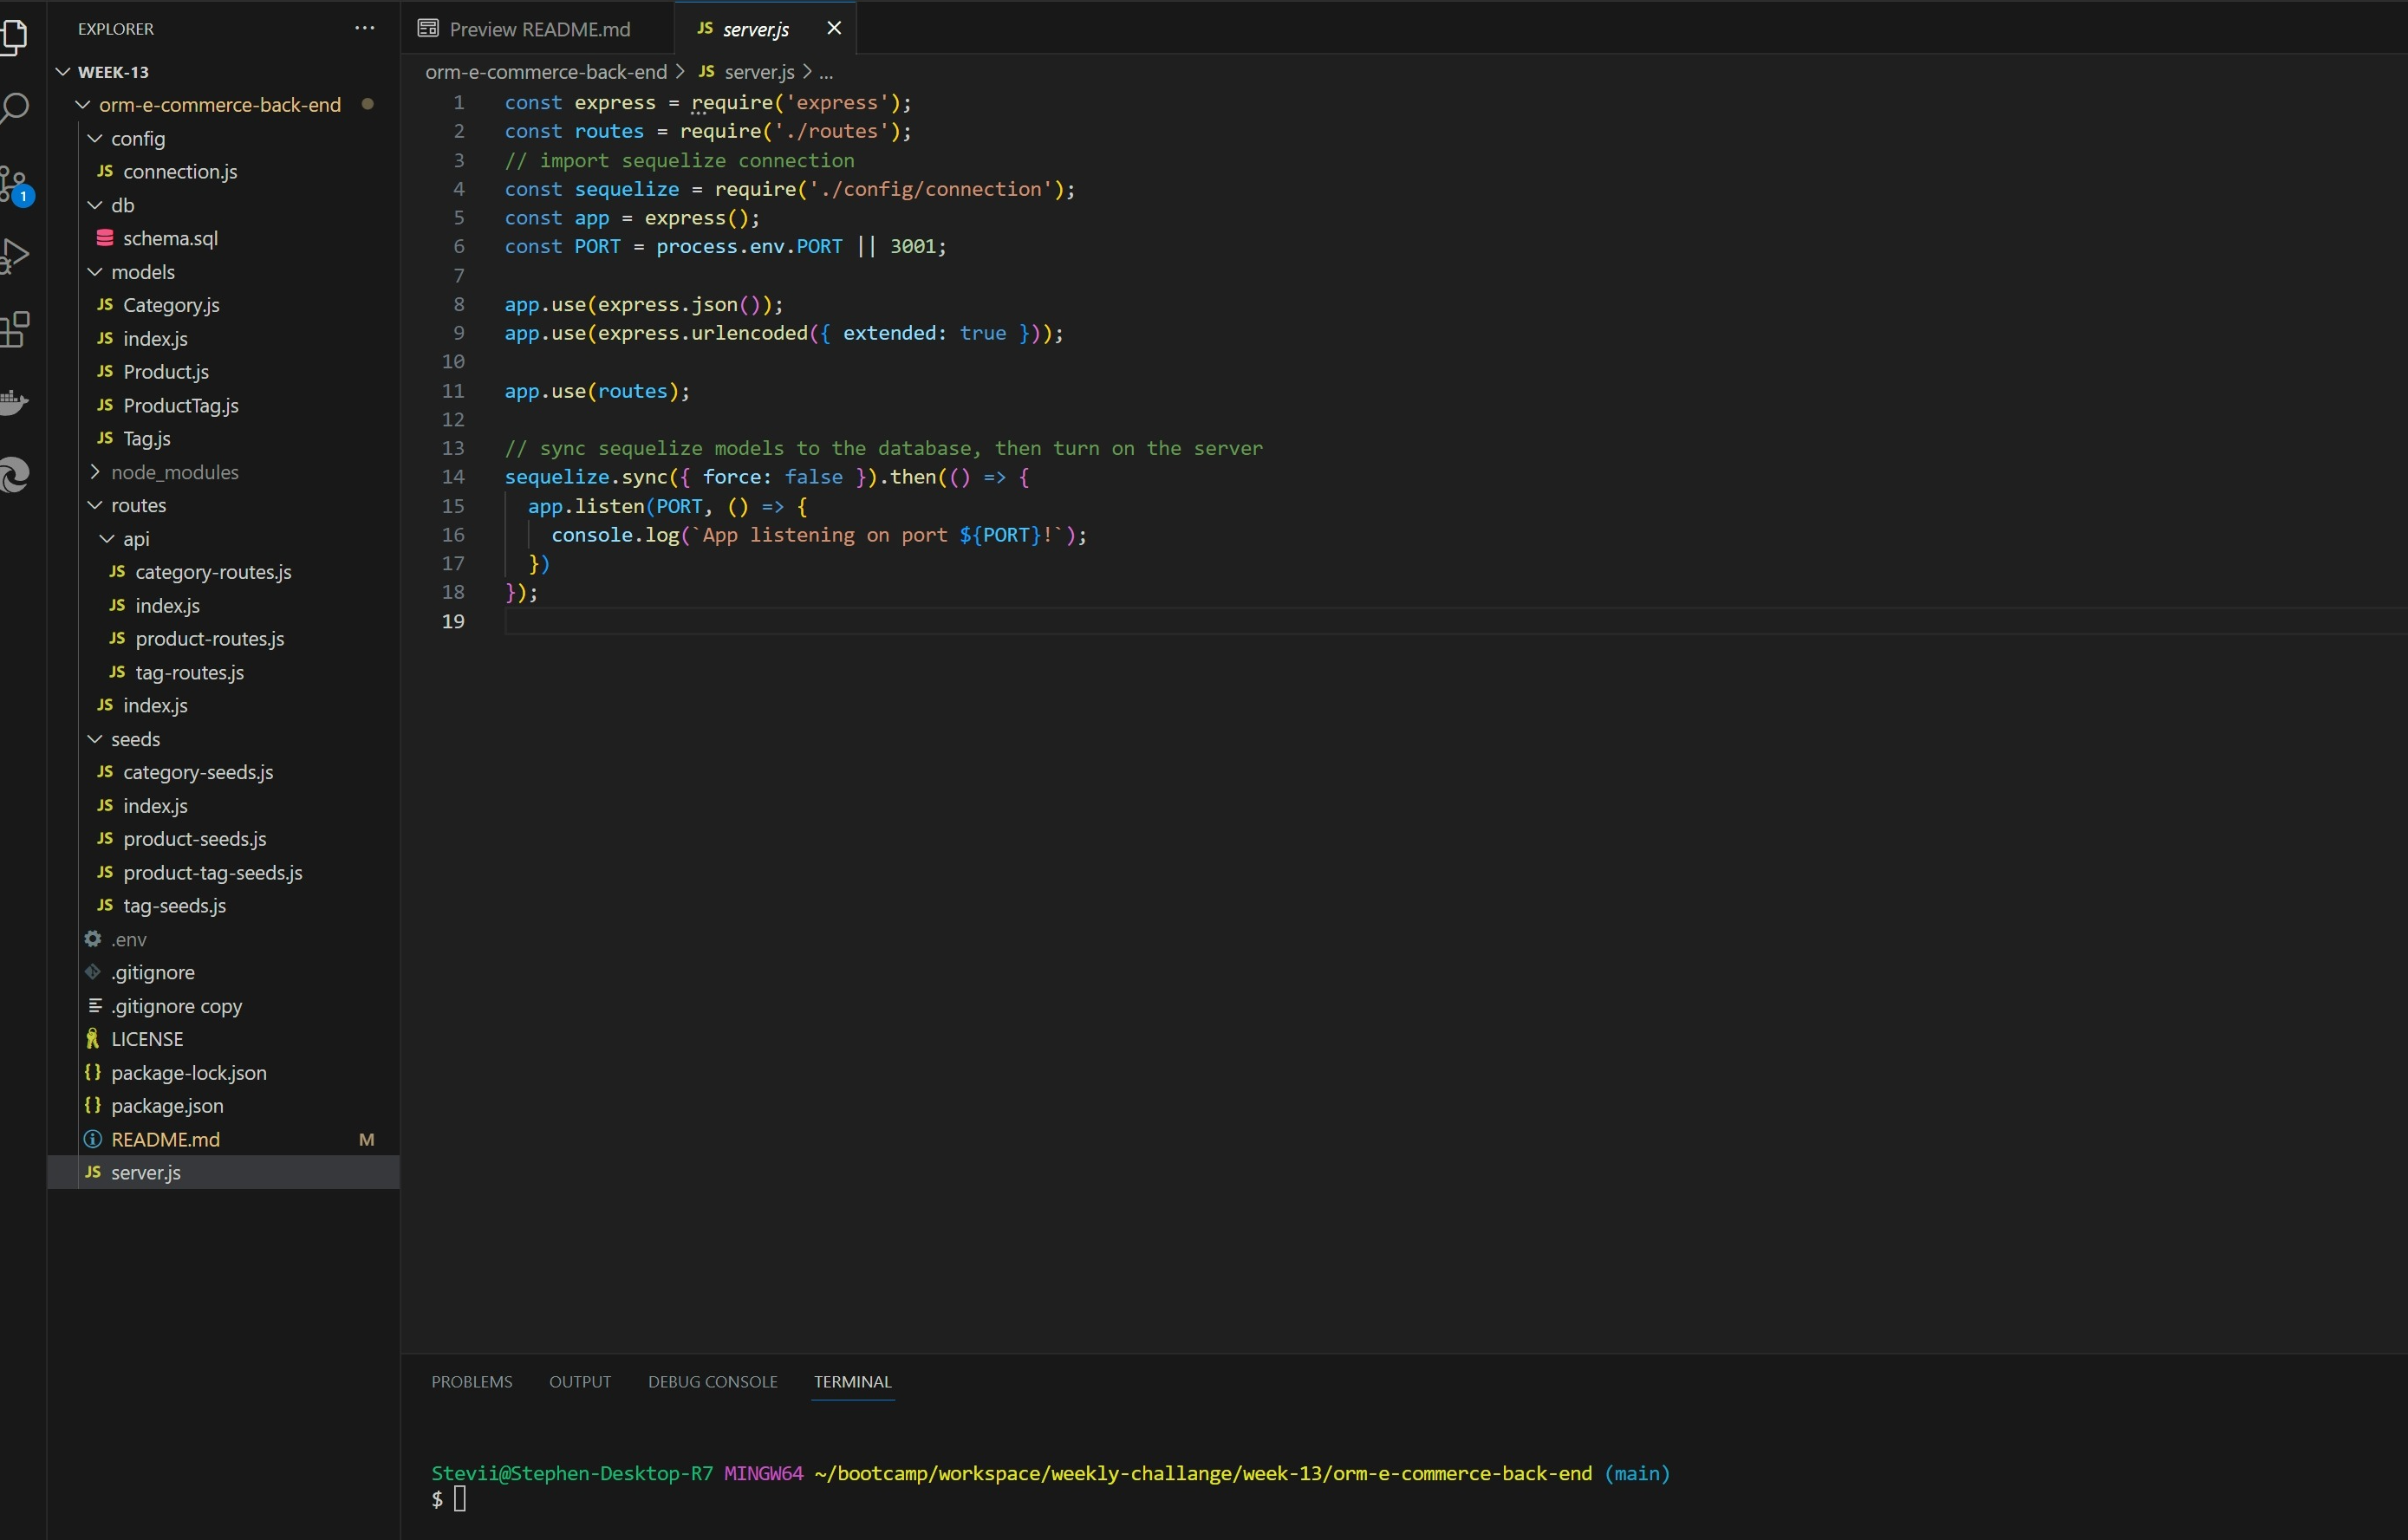 EXPLORER ...
WEEK-13
orm-e-commerce-back-end
config
JS connection.js
db
schema.sql
models
JS Category.js
JS index.js
JS Product.js
JS ProductTag.js
JS Tag.js
node_modules
routes
api
JS category-routes.js
JS index.js
JS product-routes.js
JS tag-routes.js
JS index.js
seeds
JS category-seeds.js
JS index.js
JS product-seeds.js
JS product-tag-seeds.js
JS tag-seeds.js
.env
.gitignore
.gitignore copy
LICENSE
{} package-lock.json
{} package.json
README.md M
JS server.js
1
Preview README.md JS server.js
orm-e-commerce-back-end > JS server.js > ...
1 const express = require('express');
2 const routes = require('./routes');
3 // import sequelize connection
4 const sequelize = require('./config/connection');
5 const app = express();
6 const PORT = process.env.PORT || 3001;
7
8 app.use(express.json());
9 app.use(express.urlencoded({ extended: true }));
10
11 app.use(routes);
12
13 // sync sequelize models to the database, then turn on the server
14 sequelize.sync({ force: false }).then(() => {
15 app.listen(PORT, () => {
16 console.log(`App listening on port ${PORT}!`);
17 })
18 });
19
PROBLEMS OUTPUT DEBUG CONSOLE TERMINAL
Stevii@Stephen-Desktop-R7 MINGW64 ~/bootcamp/workspace/weekly-challange/week-13/orm-e-commerce-back-end (main)
$